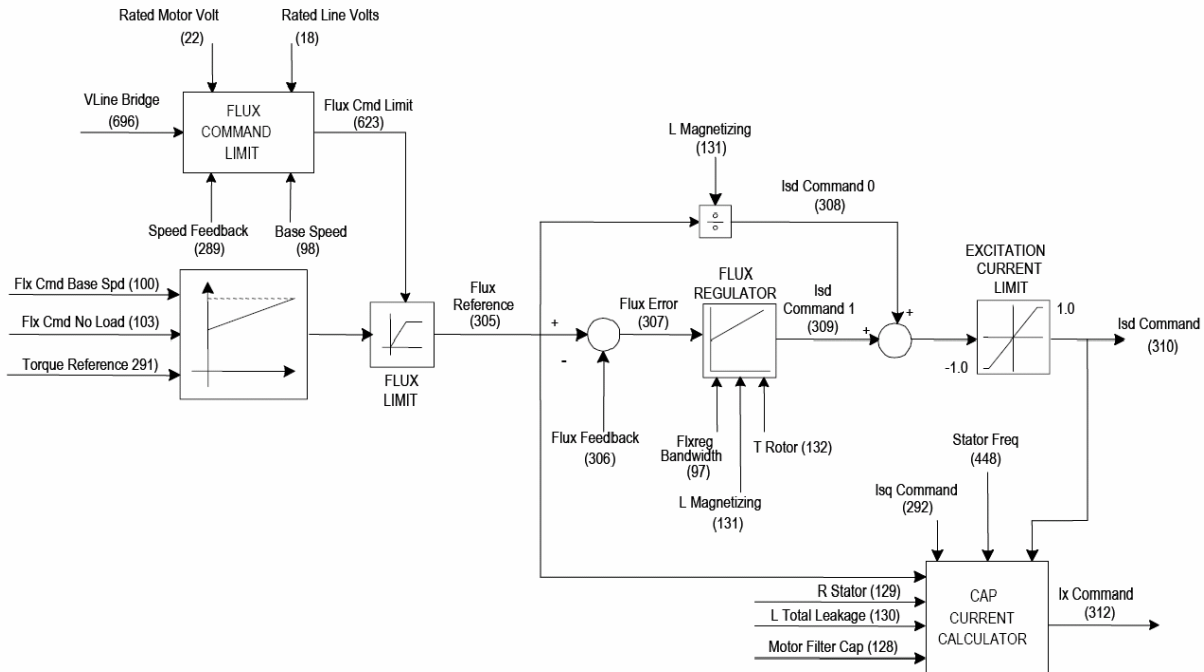 Rated Motor Volt
(22)
Rated Line Volts
(18)
VLine Bridge
(696)
FLUX
COMMAND
LIMIT
Flux Cmd Limit
(623)
Speed Feedback
(289)
Base Speed
(98)
Flx Cmd Base Spd (100)
Flx Cmd No Load (103)
Torque Reference 291)
FLUX
LIMIT
Flux
Reference
(305)
+
-
Flux Error
(307)
Flux Feedback
(306)
L Magnetizing
(131)
÷
Isd Command 0
(308)
FLUX
REGULATOR
Isd
Command 1
(309)
+
+
Flxreg
Bandwidth
(97)
L Magnetizing
(131)
T Rotor (132)
EXCITATION
CURRENT
LIMIT
1.0
-1.0
Isd Command
(310)
Stator Freq
(448)
Isq Command
(292)
R Stator (129)
L Total Leakage (130)
Motor Filter Cap (128)
CAP
CURRENT
CALCULATOR
Ix Command
(312)